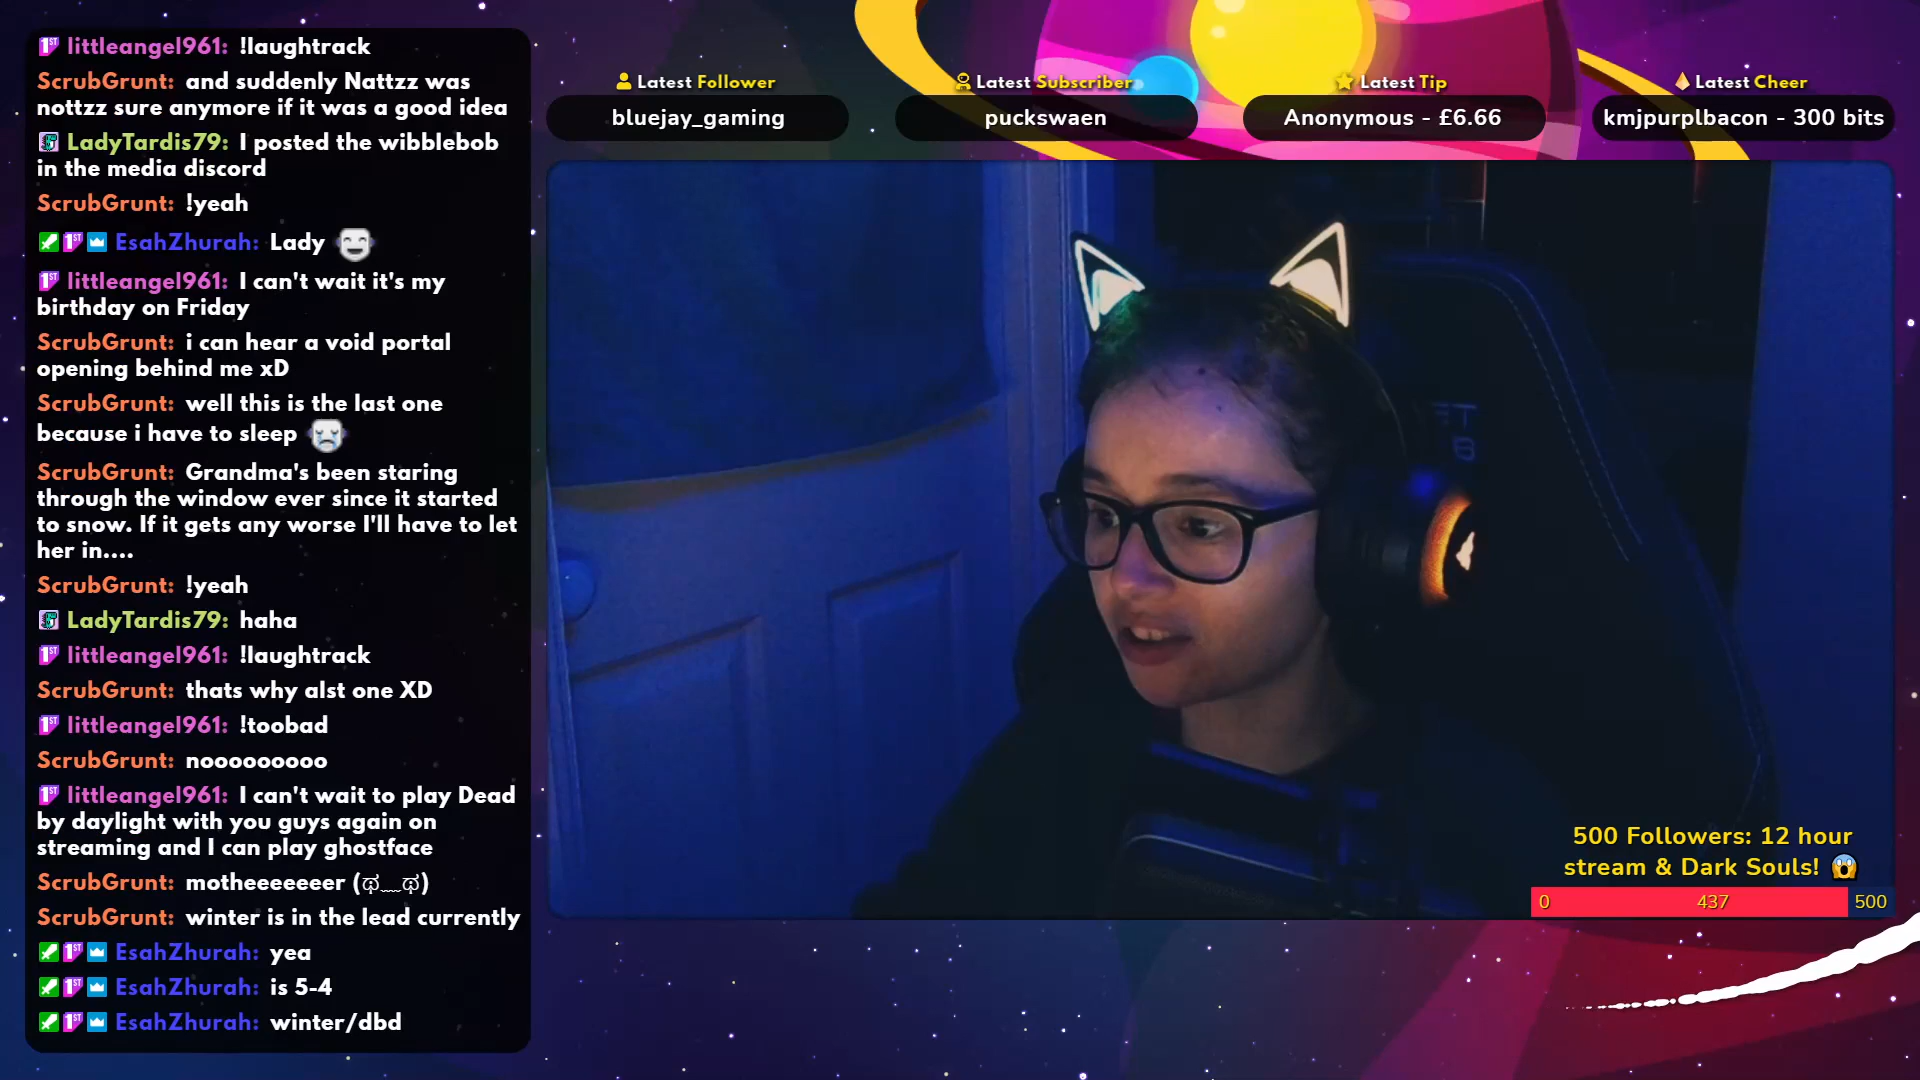 littleangel961: !laughtrack
ScrubGrunt: and suddenly Nattzz was
nottzz sure anymore if it was a good idea
LadyTardis79: I posted the wibblebob
in the media discord
ScrubGrunt: !yeah
EsahZhurah: Lady
littleangel961: I can't wait it's my
birthday on Friday
ScrubGrunt: i can hear a void portal
opening behind me xD
ScrubGrunt: well this is the last one
because i have to sleep
ScrubGrunt: Grandma's been staring
through the window ever since it started
to snow. If it gets any worse I'll have to let
her in....
ScrubGrunt: !yeah
LadyTardis79: haha
littleangel961: !laughtrack
ScrubGrunt: thats why alst one XD
littleangel961: !toobad
ScrubGrunt: nooooooooo
littleangel961: I can't wait to play Dead
by daylight with you guys again on
streaming and I can play ghostface
ScrubGrunt: motheeeeeeer (ಥ﹏ಥ)
ScrubGrunt: winter is in the lead currently
EsahZhurah: yea
EsahZhurah: is 5-4
EsahZhurah: winter/dbd
Latest Follower
bluejay_gaming
Latest Subscriber
puckswaen
Latest Tip
Anonymous - £6.66
Latest Cheer
kmjpurplbacon - 300 bits
500 Followers: 12 hour
stream & Dark Souls! 😱
0 437 500